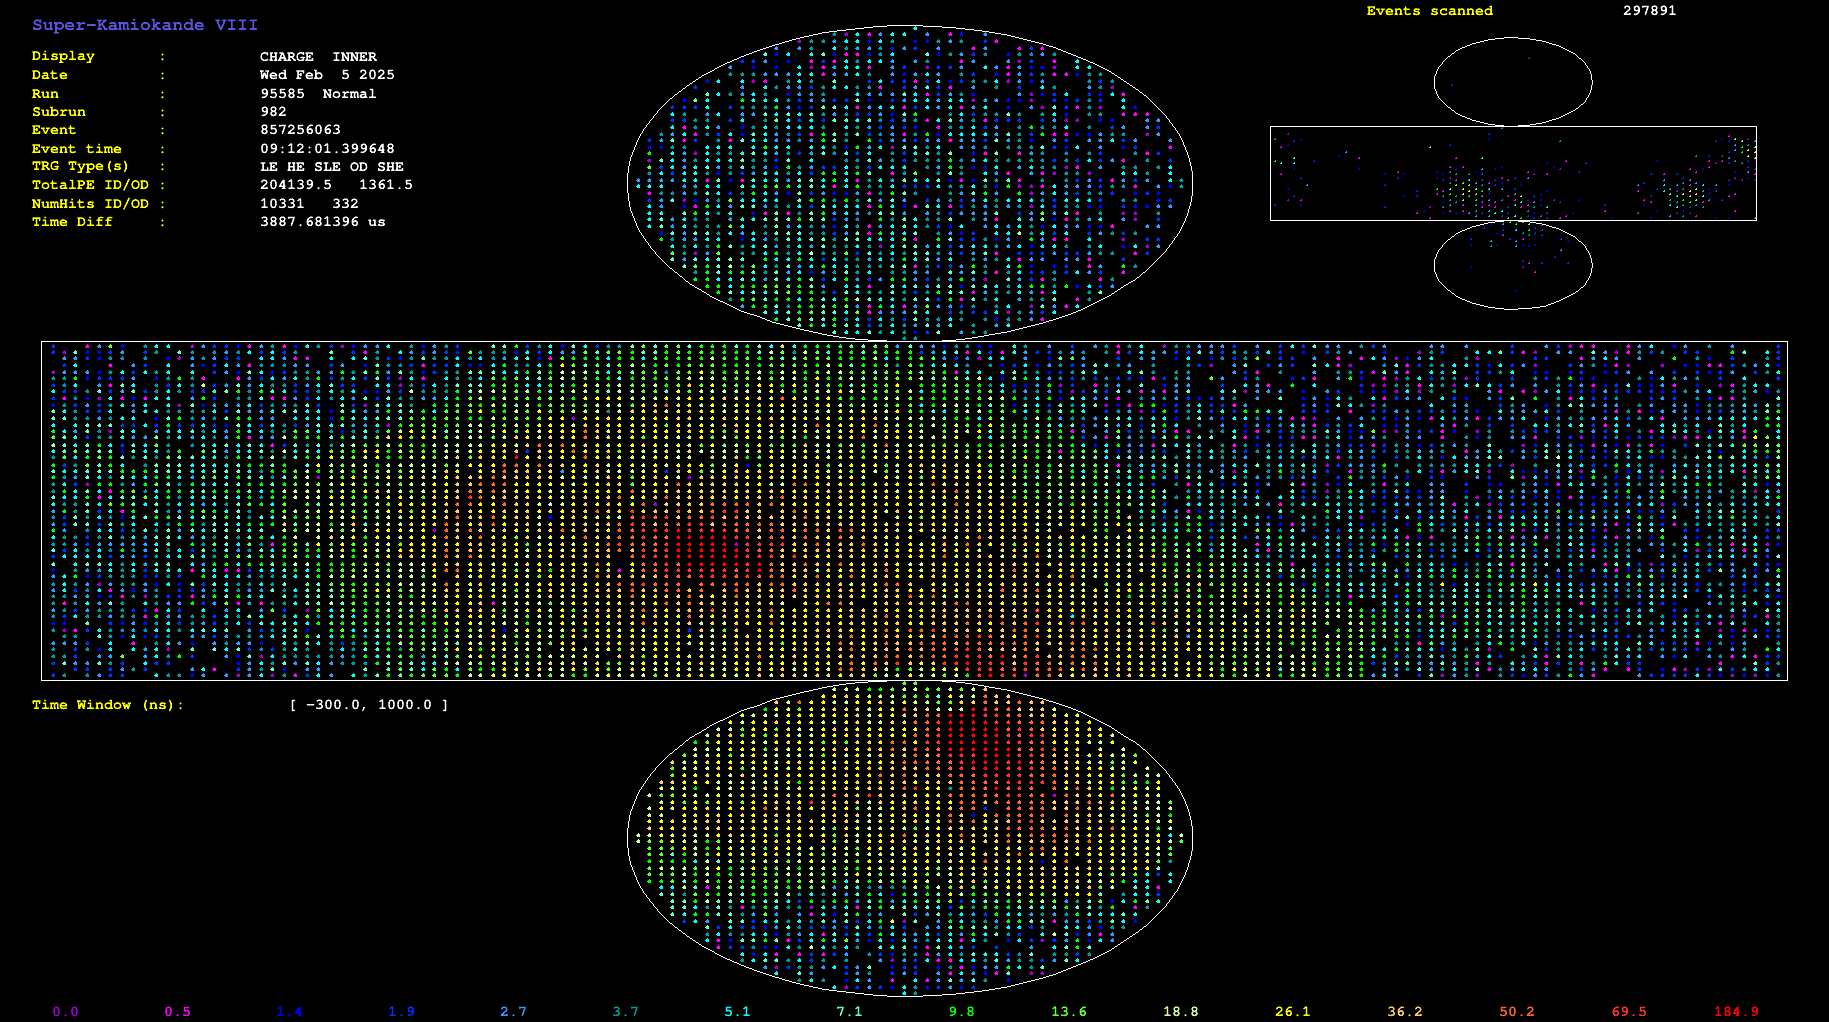 Super-Kamiokande VIII
Events scanned 297891
Display : CHARGE INNER
Date : Wed Feb 5 2025
Run : 95585 Normal
Subrun : 982
Event : 857256063
Event time : 09:12:01.399648
TRG Type(s) : LE HE SLE OD SHE
TotalPE ID/OD : 204139.5 1361.5
NumHits ID/OD : 10331 332
Time Diff : 3887.681396 us
Time Window (ns): [ -300.0, 1000.0 ]
0.0 0.5 1.4 1.9 2.7 3.7 5.1 7.1 9.8 13.6 18.8 26.1 36.2 50.2 69.5 184.9